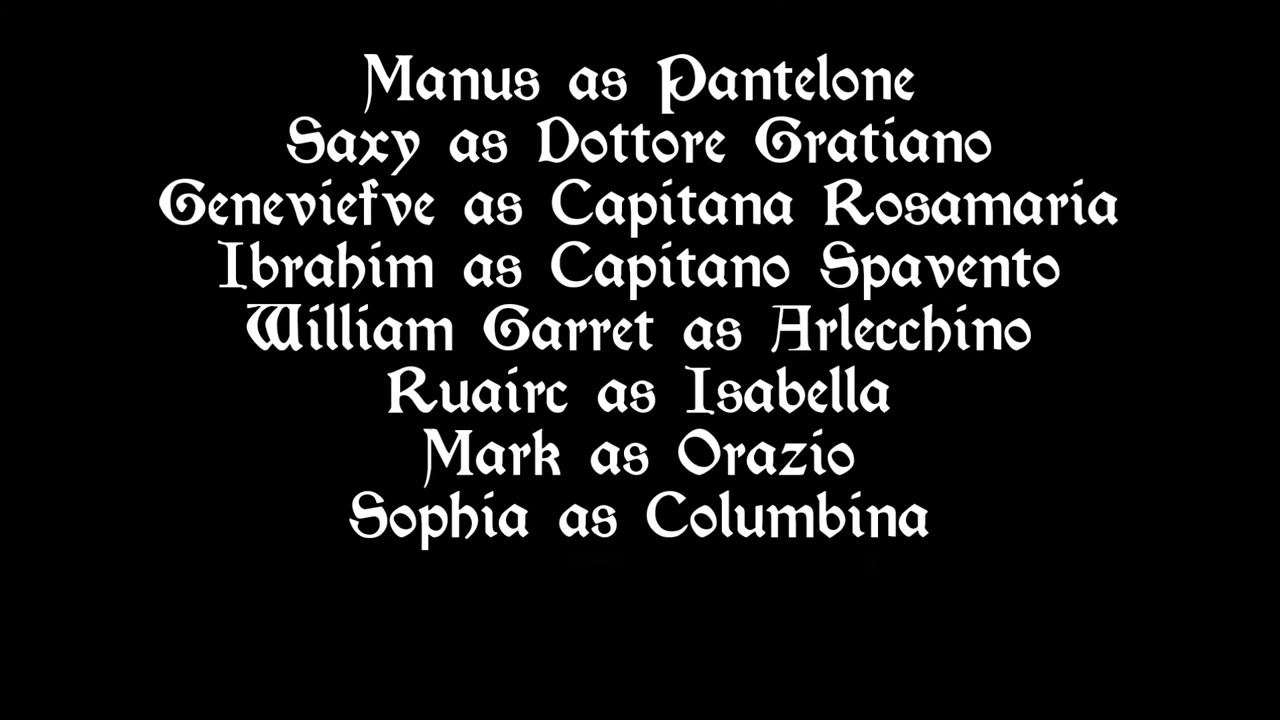 Manus as Pantelone
Saxy as Dottore Gratiano
Geneviefve as Capitana Rosamaria
Ibrahim as Capitano Spavento
William Garret as Arlecchino
Ruairc as Isabella
Mark as Orazio
Sophia as Columbina